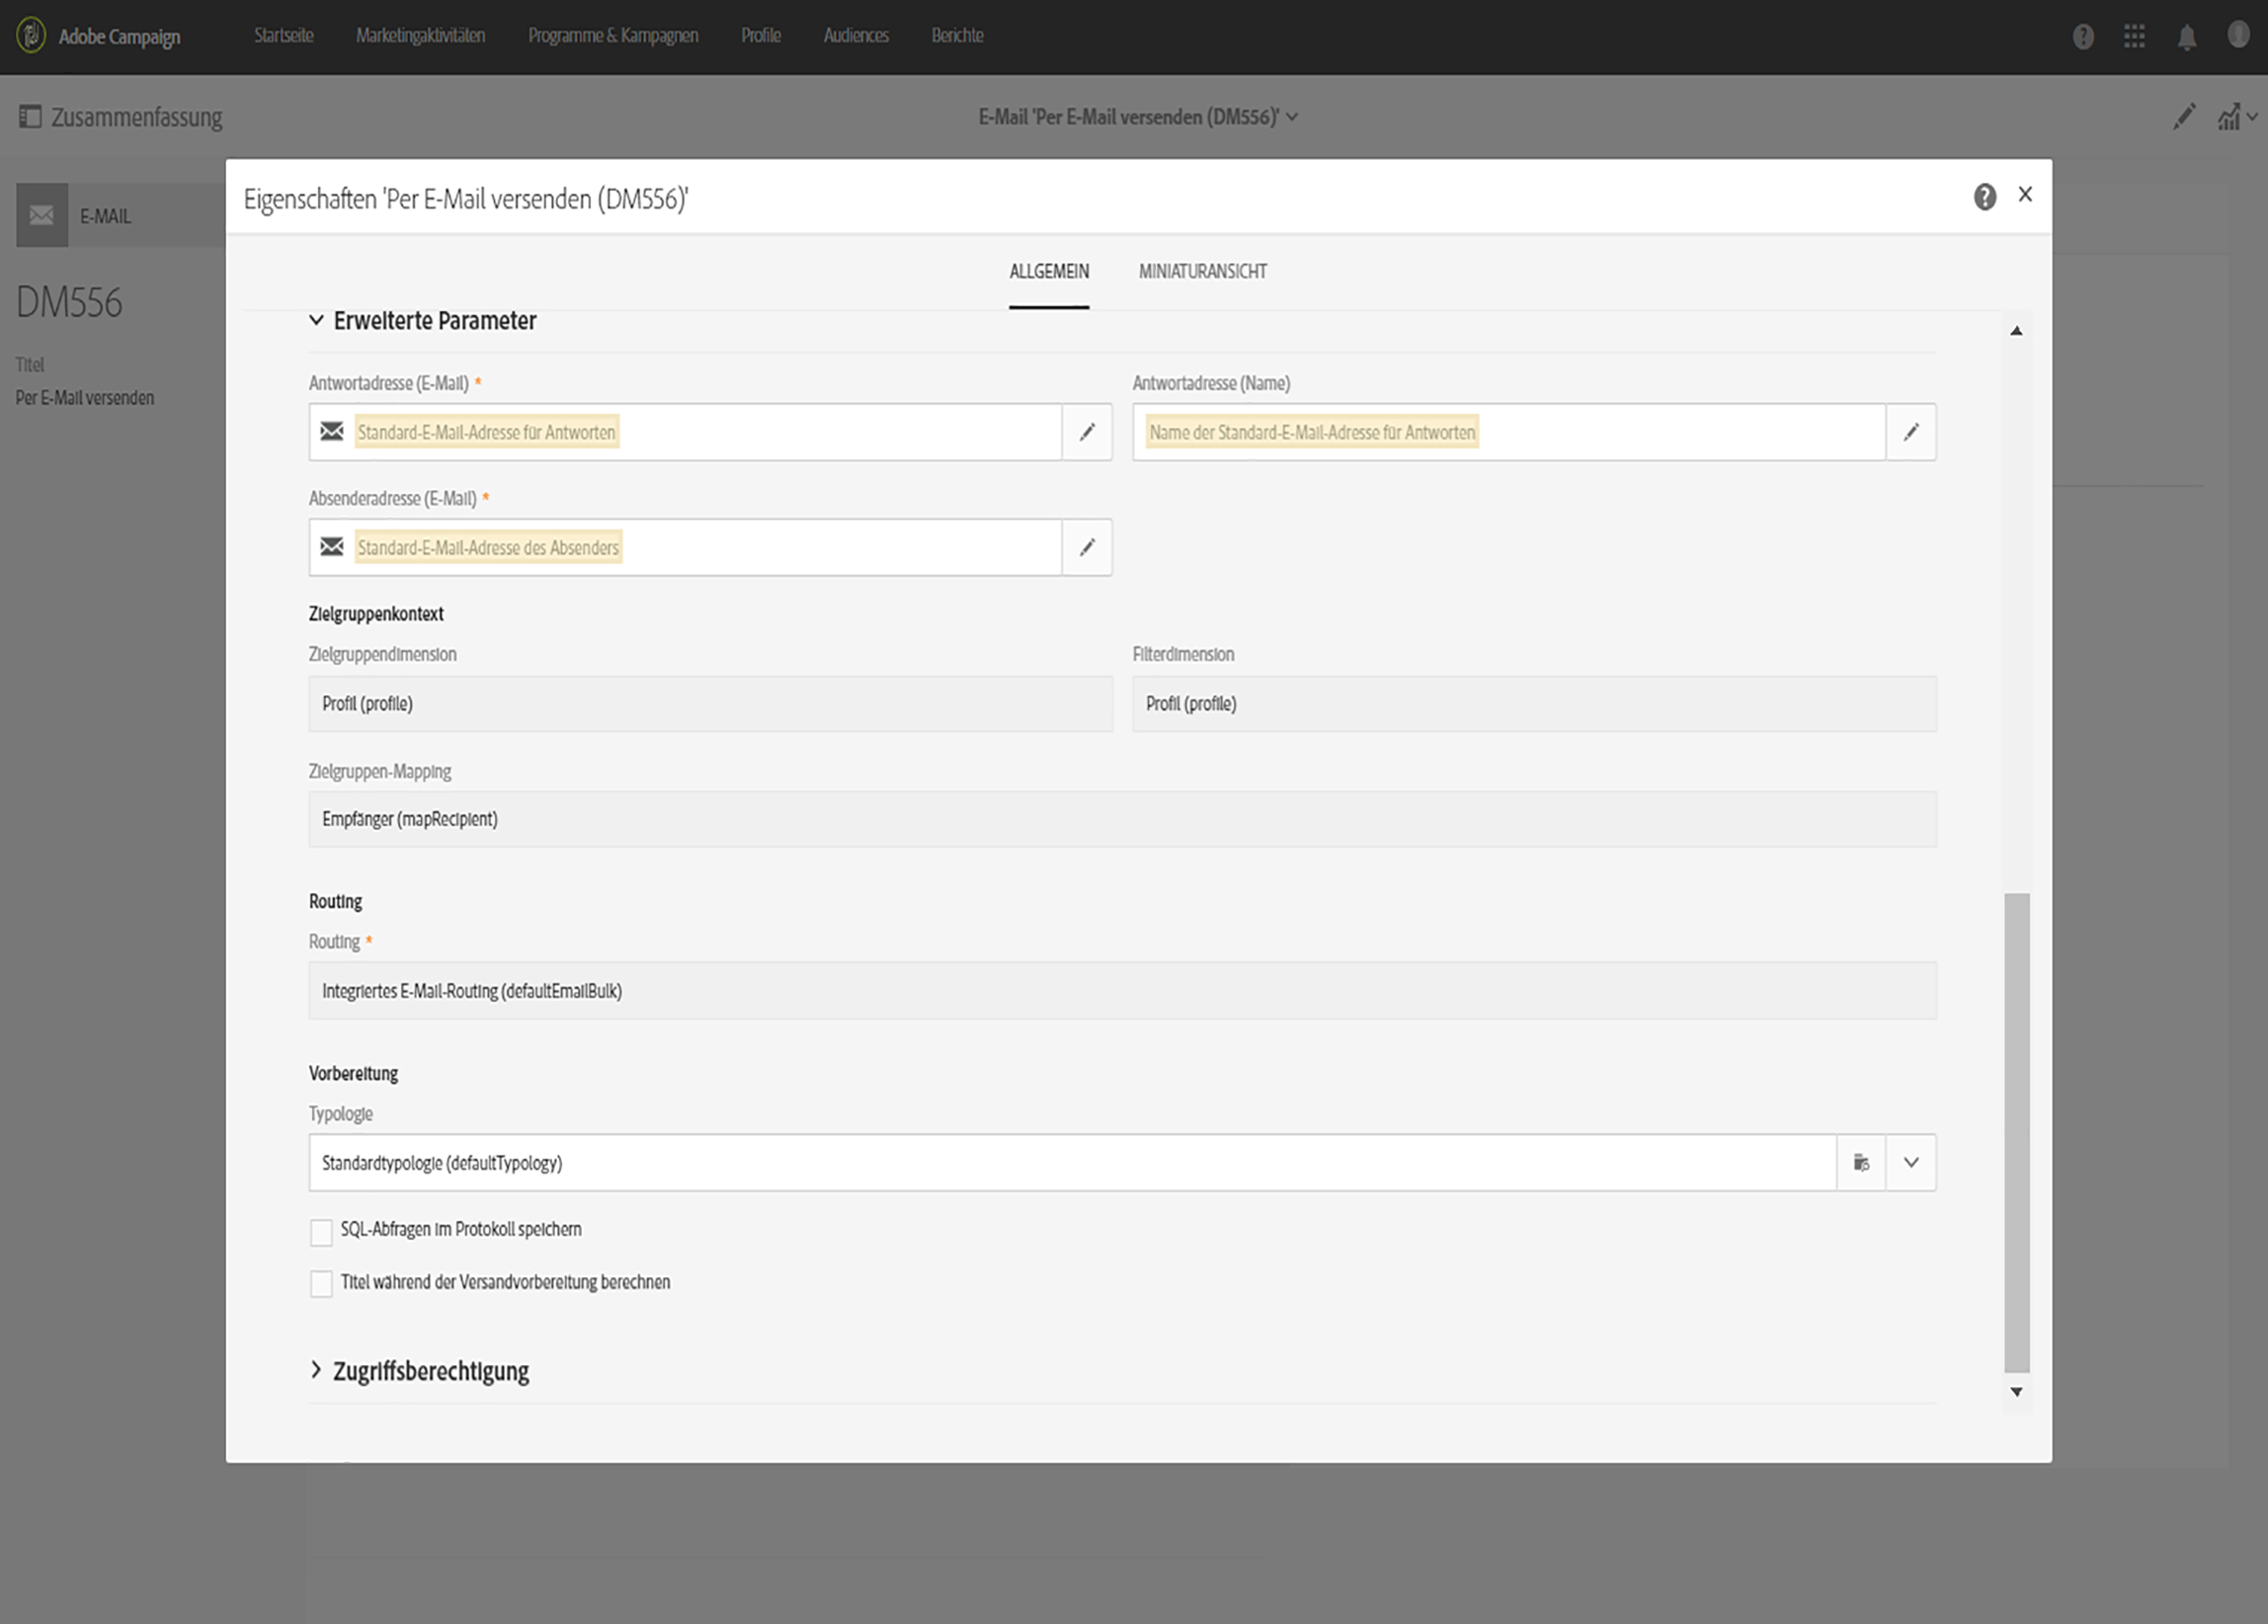 Adobe Campaign
Startseite
Marketingaktivitäten
Programme & Kampagnen
Profile
Audiences
Berichte
Zusammenfassung
E-Mail 'Per E-Mail versenden (DM556)'
E-MAIL
DM556
Titel
Per E-Mail versenden
Eigenschaften 'Per E-Mail versenden (DM556)'
ALLGEMEIN
MINIATURANSICHT
Erweiterte Parameter
Antwortadresse (E-Mail) *
Antwortadresse (Name)
Standard-E-Mail-Adresse für Antworten
Name der Standard-E-Mail-Adresse für Antworten
Absenderadresse (E-Mail) *
Standard-E-Mail-Adresse des Absenders
Zielgruppenkontext
Zielgruppendimension
Filterdimension
Profil (profile)
Profil (profile)
Zielgruppen-Mapping
Empfänger (mapRecipient)
Routing
Routing *
Integriertes E-Mail-Routing (defaultEmailBulk)
Vorbereitung
Typologie
Standardtypologie (defaultTypology)
SQL-Abfragen im Protokoll speichern
Titel während der Versandvorbereitung berechnen
Zugriffsberechtigung